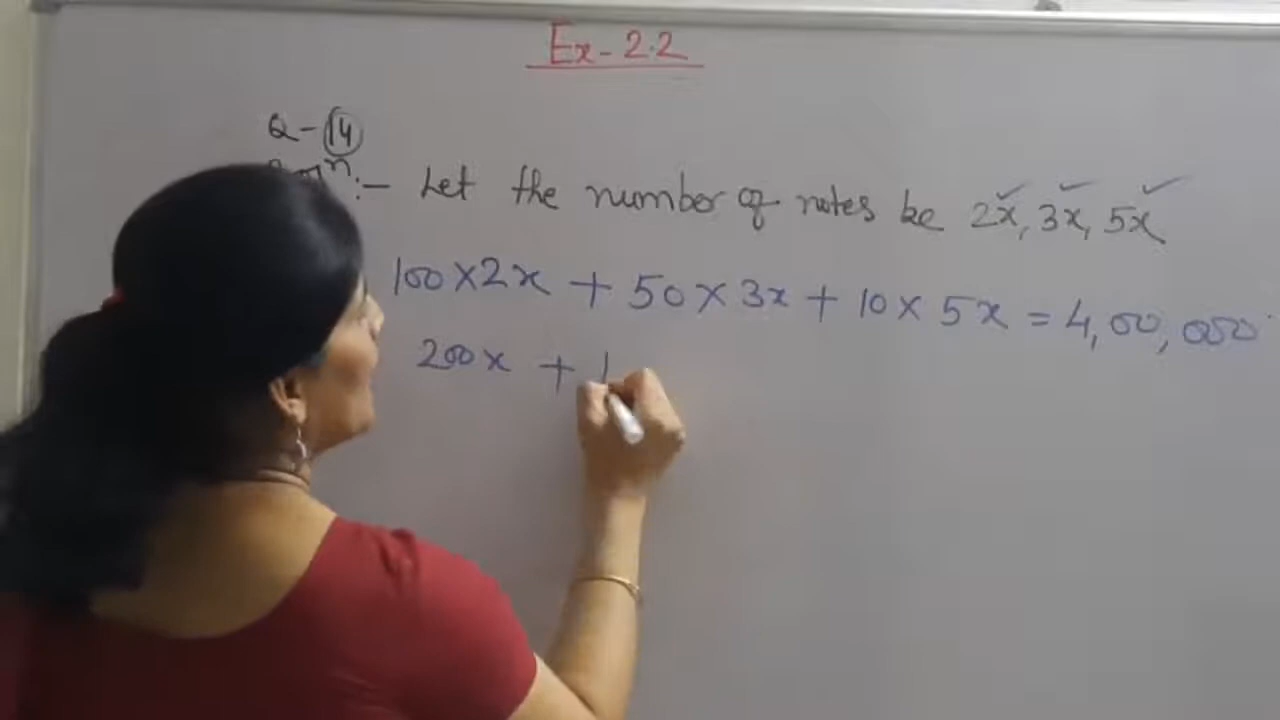 Ex-2.2
Q-14
:- Let the number of notes be 2x, 3x, 5x
100×2x + 50×3x + 10×5x = 4,00,000
200x + 1